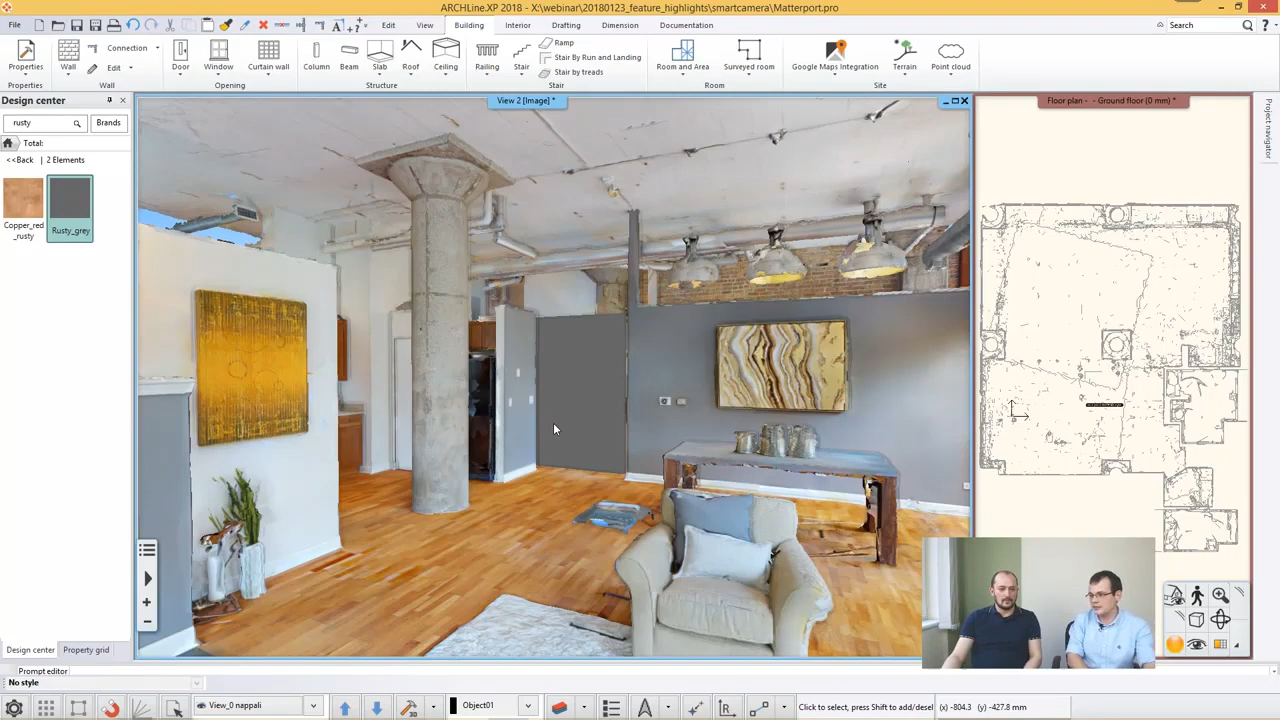 ARCHLine.XP 2018 - X:\webinar\20180123_feature_highlights\smartcamera\Matterport.pro
File
Edit
View
Building
Interior
Drafting
Dimension
Documentation
Search
Properties
Wall
Connection
Edit
Door
Window
Curtain wall
Column
Beam
Slab
Roof
Ceiling
Railing
Stair
Ramp
Stair By Run and Landing
Stair by treads
Room and Area
Surveyed room
Google Maps Integration
Terrain
Point cloud
Properties
Wall
Opening
Structure
Stair
Room
Site
Design center
View 2 [Image] *
Floor plan - - Ground floor (0 mm) *
Project navigator
rusty
Brands
Total:
<<Back | 2 Elements
Copper_red
_rusty
Rusty_grey
Design center
Property grid
Prompt editor
No style
View_0 nappali
Object01
Click to select, press Shift to add/desel
(x) -804.3 (y) -427.8 mm